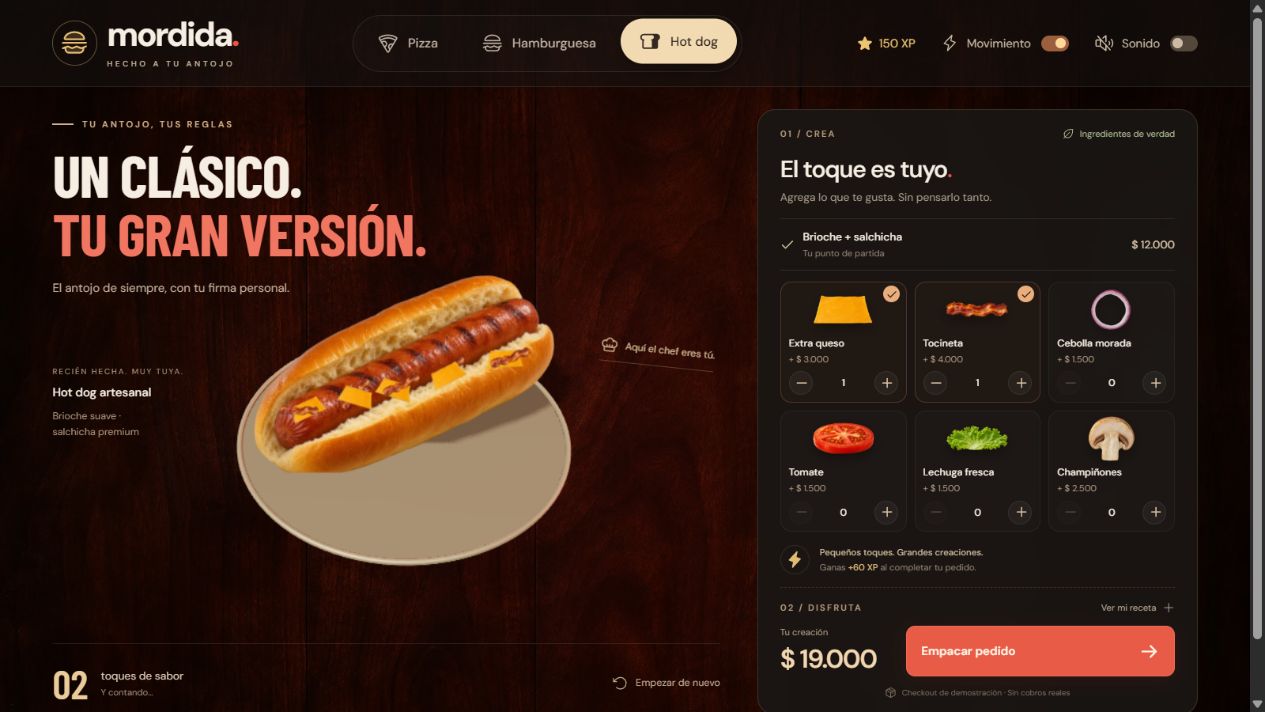 mordida.
HECHO A TU ANTOJO
Pizza
Hamburguesa
Hot dog
150 XP
Movimiento
Sonido
TU ANTOJO, TUS REGLAS
UN CLÁSICO.
TU GRAN VERSIÓN.
El antojo de siempre, con tu firma personal.
Aquí el chef eres tú.
RECIÉN HECHA. MUY TUYA.
Hot dog artesanal
Brioche suave ·
salchicha premium
02
toques de sabor
Y contando...
Empezar de nuevo
01 / CREA
Ingredientes de verdad
El toque es tuyo.
Agrega lo que te gusta. Sin pensarlo tanto.
Brioche + salchicha
Tu punto de partida
$ 12.000
Extra queso
+ $ 3.000
1
Tocineta
+ $ 4.000
1
Cebolla morada
+ $ 1.500
0
Tomate
+ $ 1.500
0
Lechuga fresca
+ $ 1.500
0
Champiñones
+ $ 2.500
0
Pequeños toques. Grandes creaciones.
Ganas +60 XP al completar tu pedido.
02 / DISFRUTA
Ver mi receta
Tu creación
$ 19.000
Empacar pedido
Checkout de demostración · Sin cobros reales